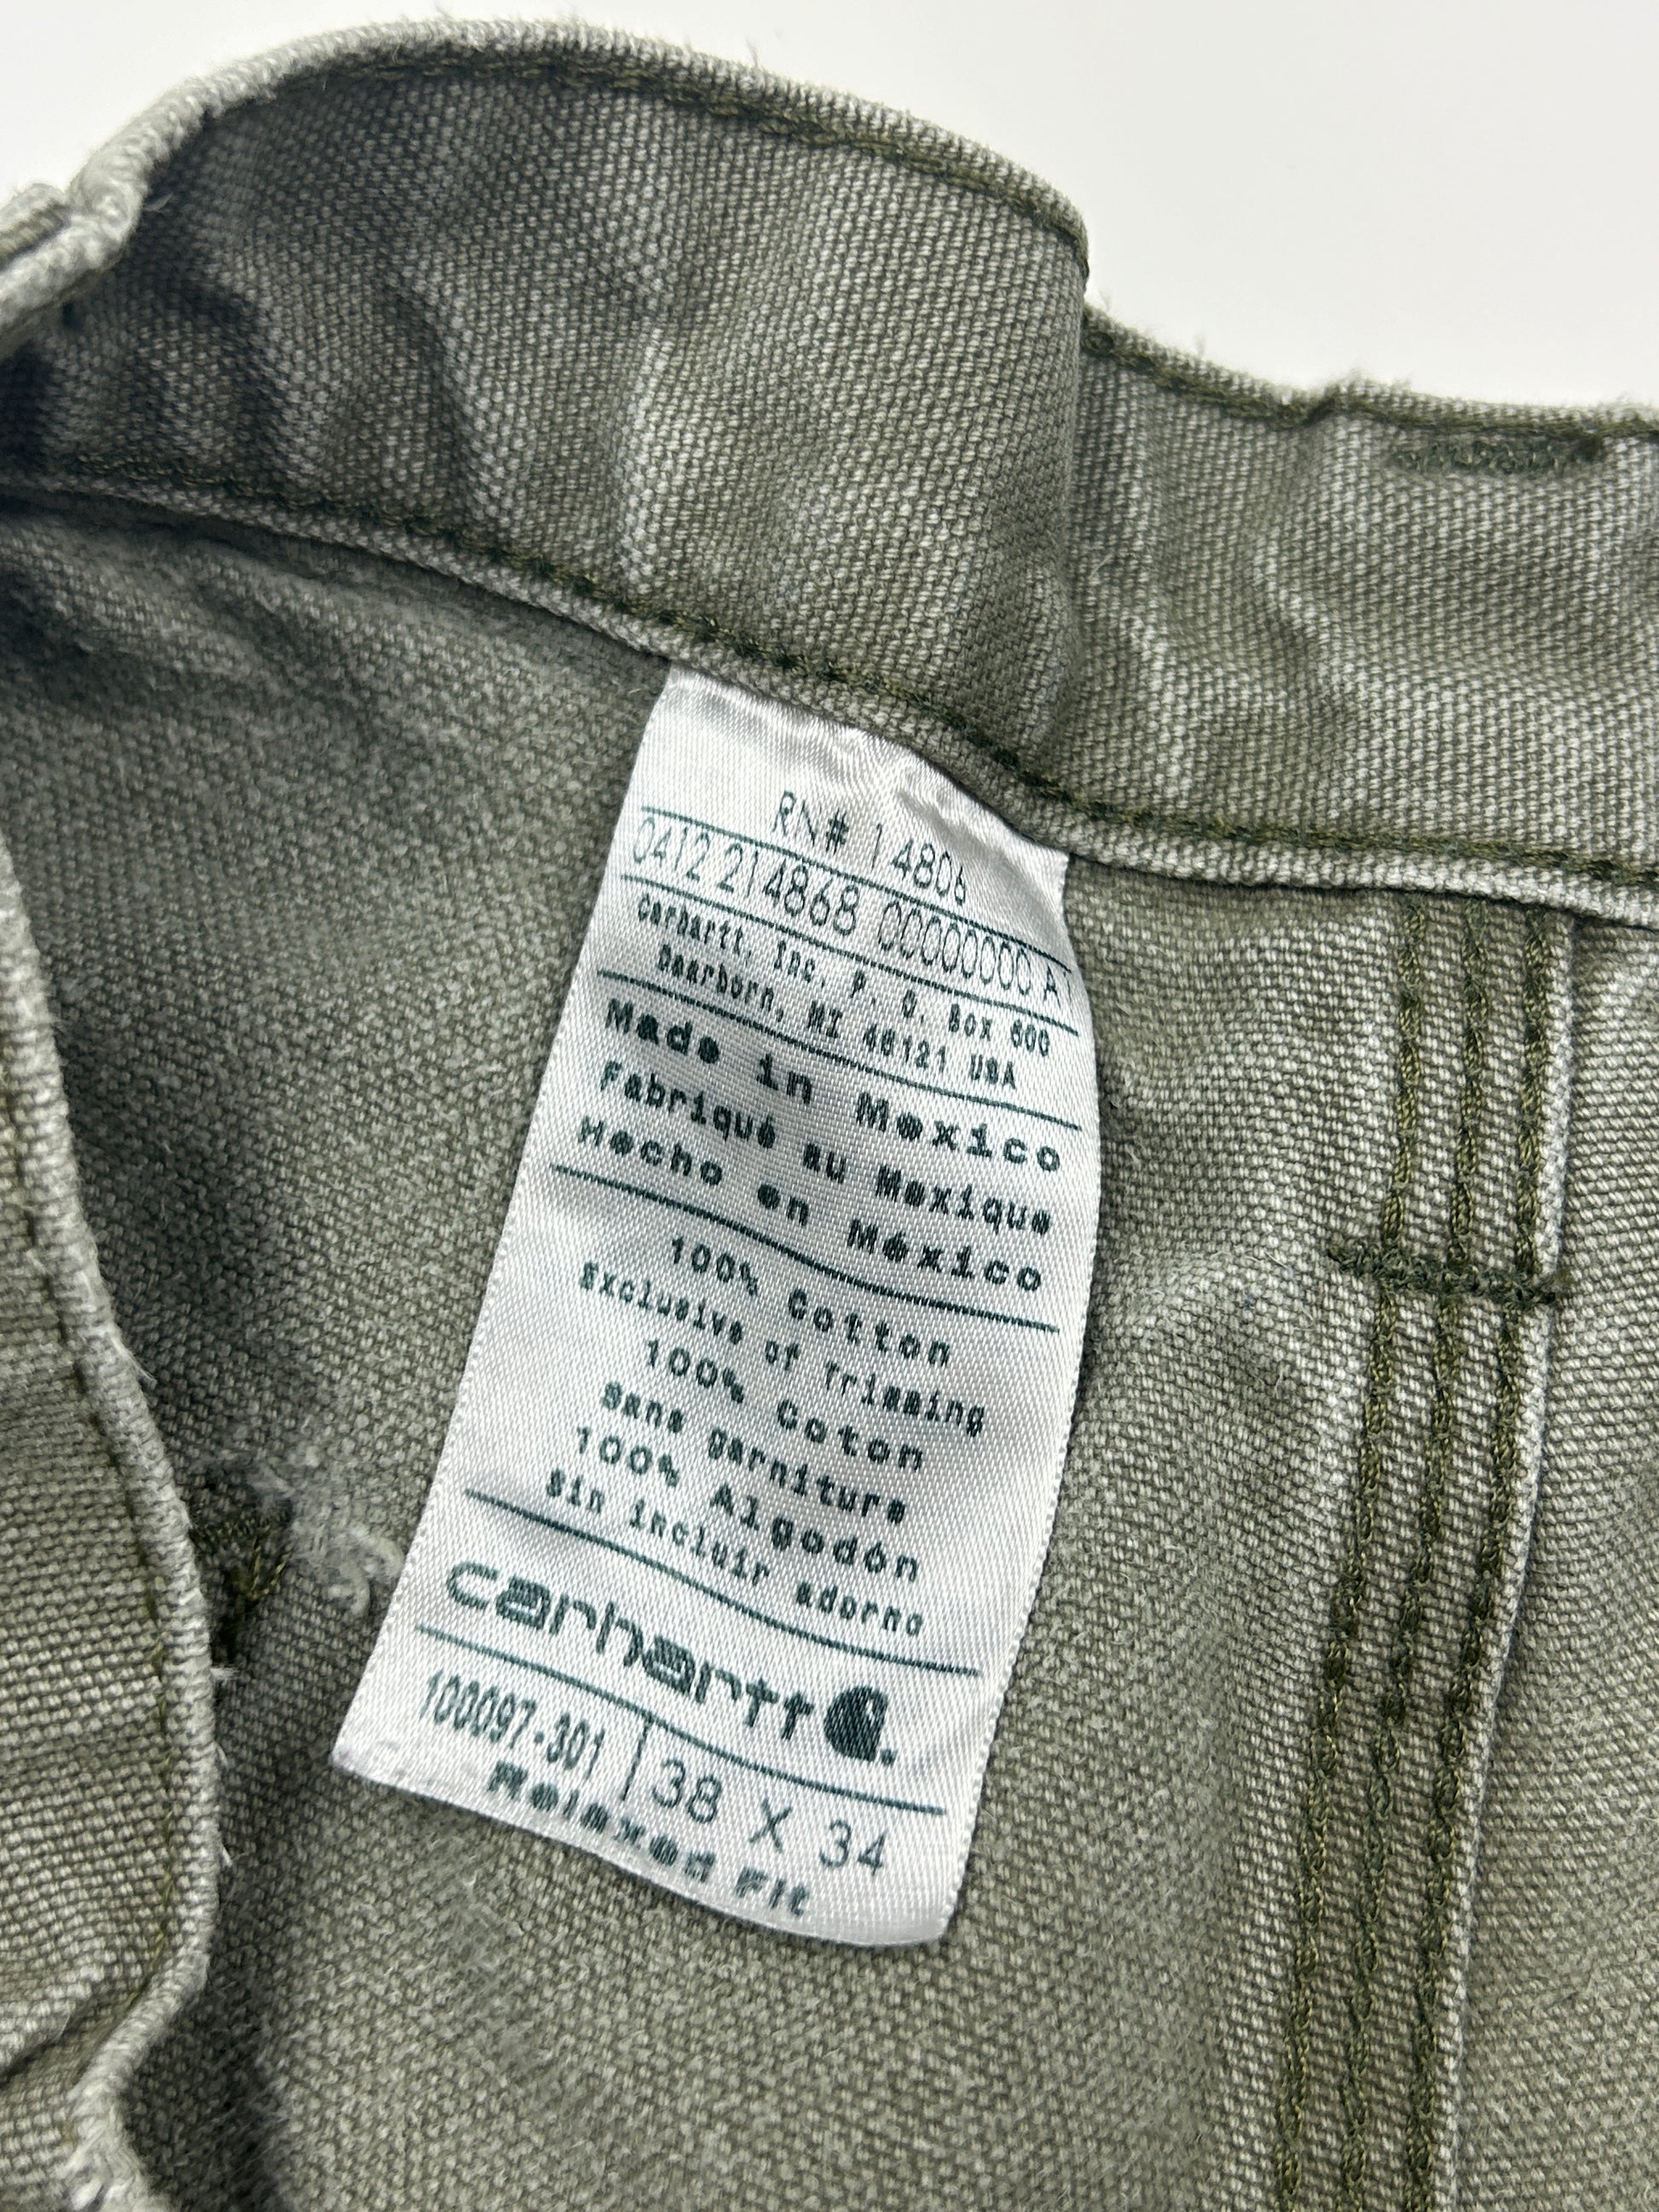 RN# 14806
0412 214868 00000000 A
Carhartt, Inc. P. O. Box 600
Dearborn, MI 48121 USA
Made in Mexico
Fabriqué au Mexique
Hecho en México
100% Cotton
Exclusive of Trimming
100% Coton
Sans garniture
100% Algodón
Sin incluir adorno
carhartt
100097-301 38 X 34
Relaxed Fit